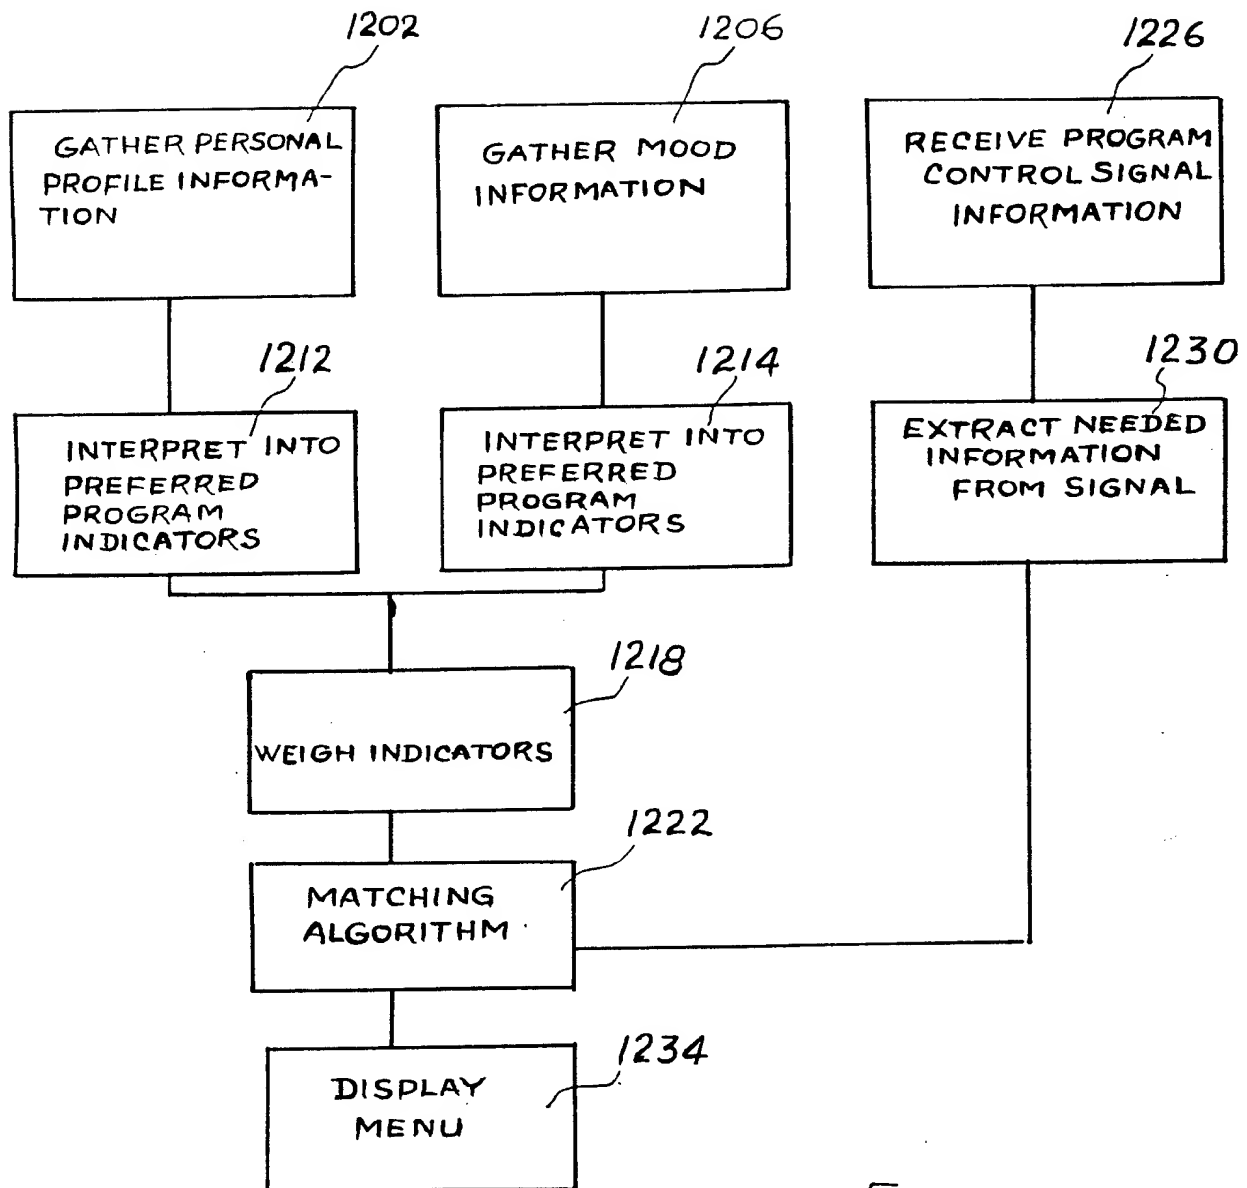 1202
GATHER PERSONAL
PROFILE INFORMA-
TION
1206
GATHER MOOD
INFORMATION
1226
RECEIVE PROGRAM
CONTROL SIGNAL
INFORMATION
1212
INTERPRET INTO
PREFERRED
PROGRAM
INDICATORS
1214
INTERPRET INTO
PREFERRED
PROGRAM
INDICATORS
1230
EXTRACT NEEDED
INFORMATION
FROM SIGNAL
1218
WEIGH INDICATORS
1222
MATCHING
ALGORITHM
1234
DISPLAY
MENU